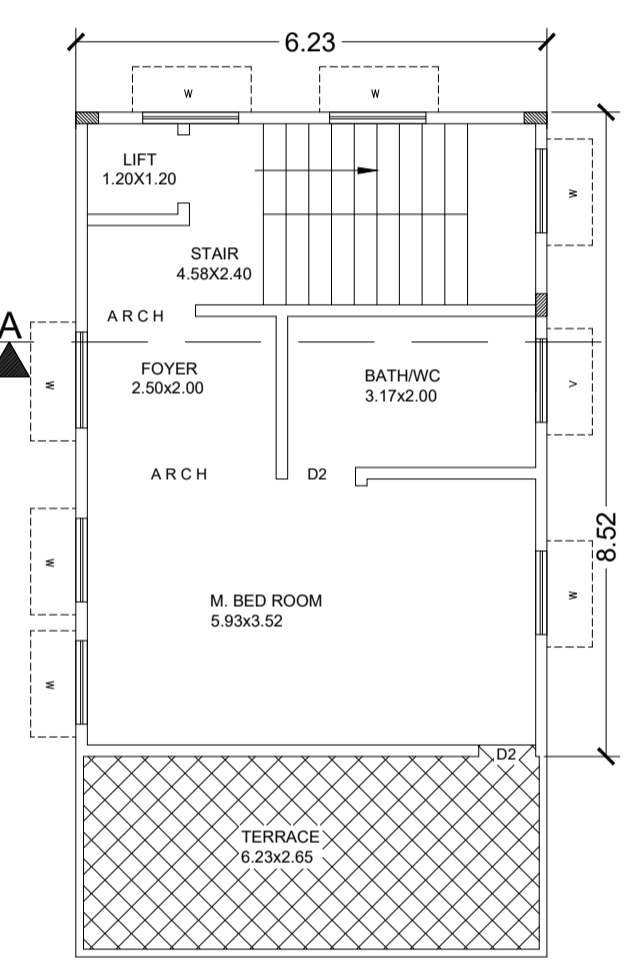 6.23
W
W
LIFT
1.20X1.20
W
STAIR
4.58X2.40
ARCH
A
FOYER
2.50x2.00
W
BATH/WC
3.17x2.00
V
ARCH
D2
8.52
W
M. BED ROOM
5.93x3.52
W
W
D2
TERRACE
6.23x2.65